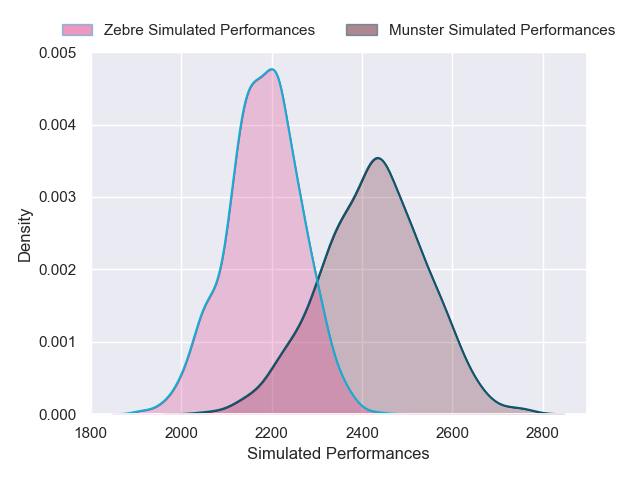 Zebre Simulated Performances Munster Simulated Performances
0.005
0.004
0.003
0.002
0.001
0.000
Density
1800 2000 2200 2400 2600 2800
Simulated Performances